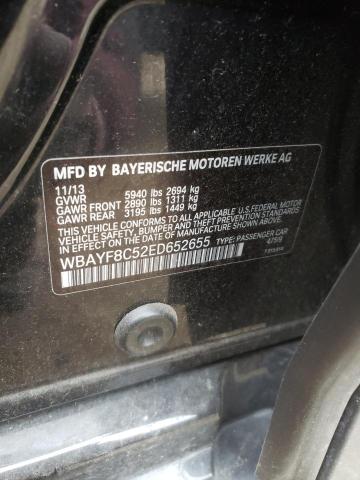 MFD BY BAYERISCHE MOTOREN WERKE AG
11/13
GVWR 5940 lbs 2694 kg
GAWR FRONT 2890 lbs 1311 kg
GAWR REAR 3195 lbs 1449 kg
THIS VEHICLE CONFORMS TO ALL APPLICABLE U.S. FEDERAL MOTOR
VEHICLE SAFETY, BUMPER AND THEFT PREVENTION STANDARDS
IN EFFECT ON THE DATE OF MANUFACTURE SHOWN ABOVE.
WBAYF8C52ED652655 TYPE: PASSENGER CAR